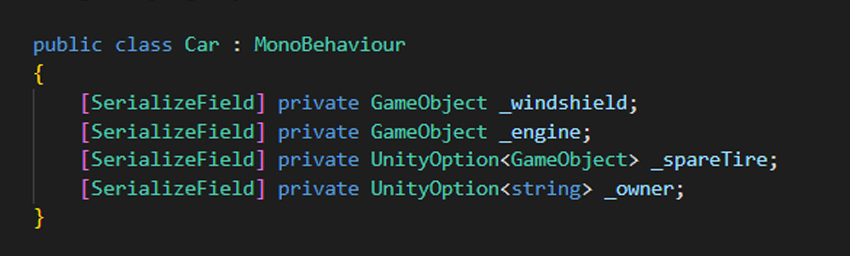 public class Car : MonoBehaviour
{
[SerializeField] private GameObject _windshield;
[SerializeField] private GameObject _engine;
[SerializeField] private UnityOption<GameObject> _spareTire;
[SerializeField] private UnityOption<string> _owner;
}